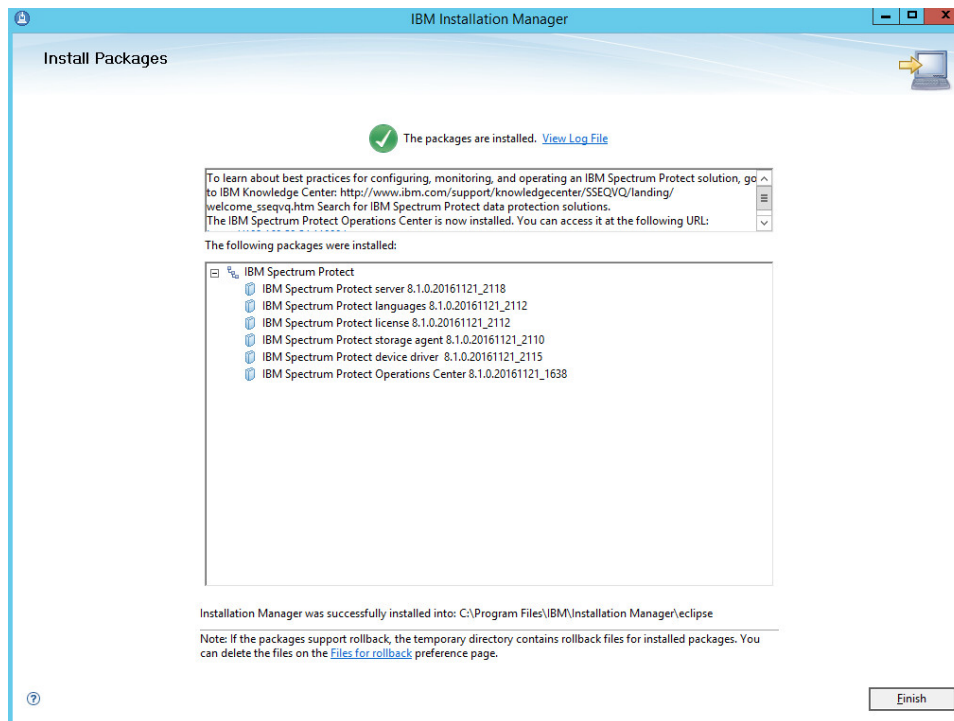 IBM Installation Manager
Install Packages
The packages are installed. View Log File
To learn about best practices for configuring, monitoring, and operating an IBM Spectrum Protect solution, go
to IBM Knowledge Center: http://www.ibm.com/support/knowledgecenter/SSEQVQ/landing/
welcome_sseqvq.htm Search for IBM Spectrum Protect data protection solutions.
The IBM Spectrum Protect Operations Center is now installed. You can access it at the following URL:
The following packages were installed:
IBM Spectrum Protect
IBM Spectrum Protect server 8.1.0.20161121_2118
IBM Spectrum Protect languages 8.1.0.20161121_2112
IBM Spectrum Protect license 8.1.0.20161121_2112
IBM Spectrum Protect storage agent 8.1.0.20161121_2110
IBM Spectrum Protect device driver 8.1.0.20161121_2115
IBM Spectrum Protect Operations Center 8.1.0.20161121_1638
Installation Manager was successfully installed into: C:\Program Files\IBM\Installation Manager\eclipse
Note: If the packages support rollback, the temporary directory contains rollback files for installed packages. You
can delete the files on the Files for rollback preference page.
Finish